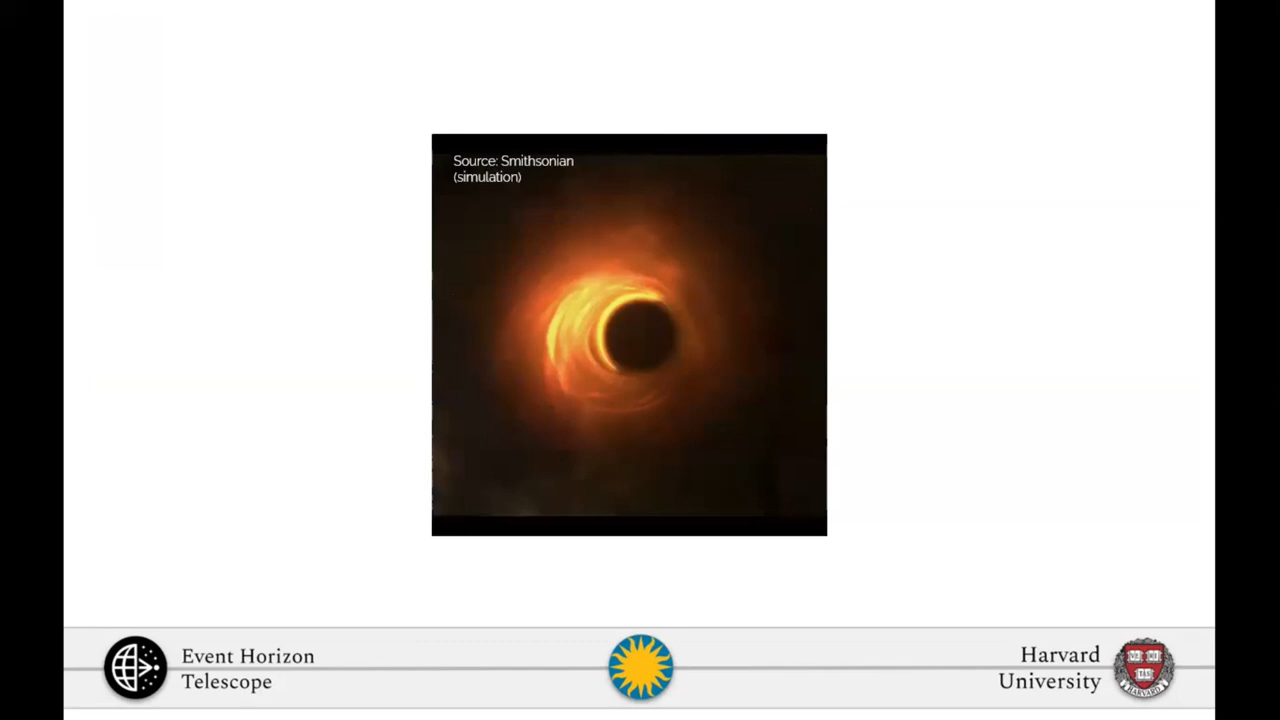 Source: Smithsonian
(simulation)
Event Horizon
Telescope
Harvard
University